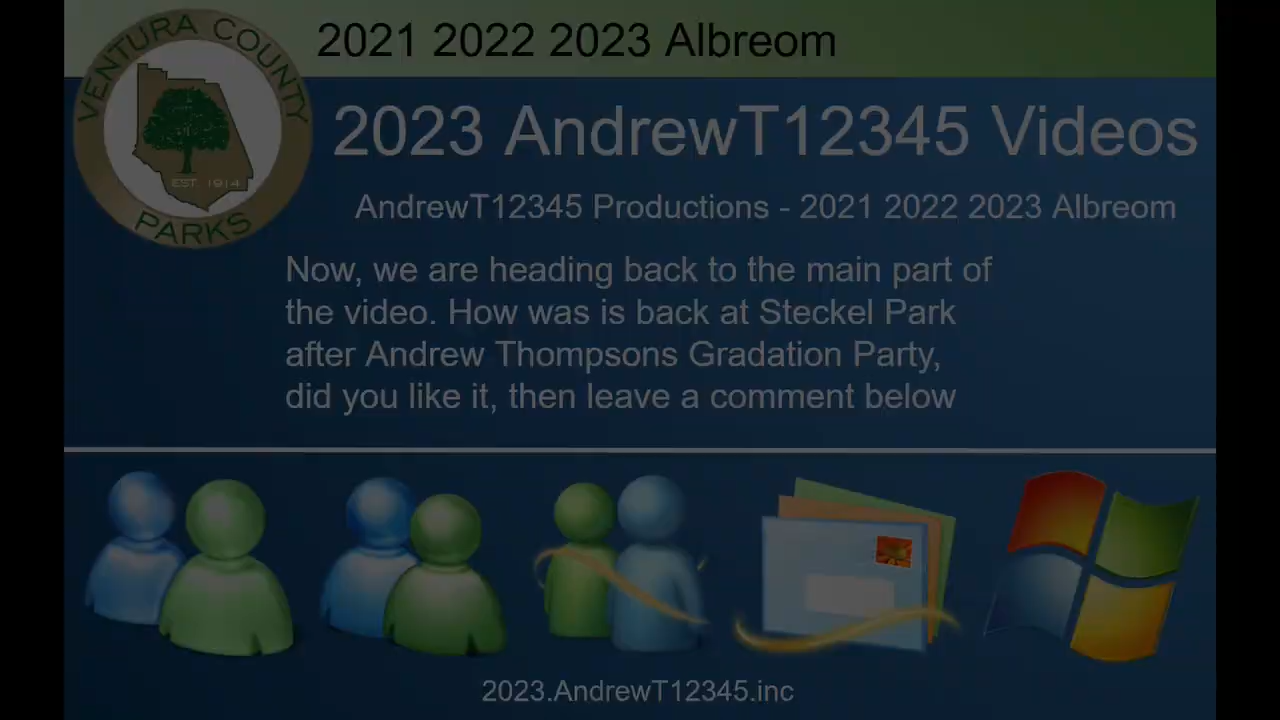 VENTURA COUNTY
EST. 1914
PARKS
2021 2022 2023 Albreom
2023 AndrewT12345 Videos
AndrewT12345 Productions - 2021 2022 2023 Albreom
Now, we are heading back to the main part of
the video. How was is back at Steckel Park
after Andrew Thompsons Gradation Party,
did you like it, then leave a comment below
2023.AndrewT12345.inc